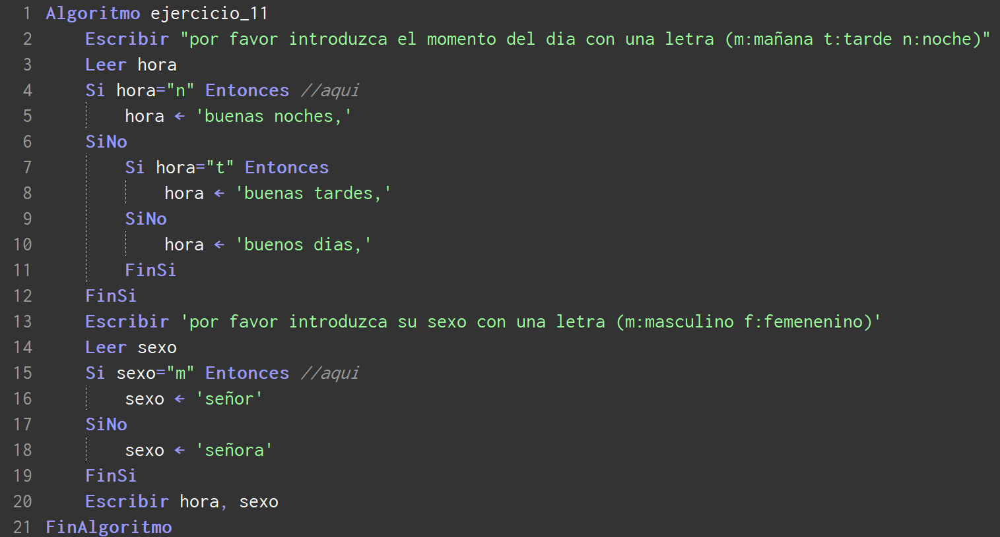 1 Algoritmo ejercicio_11
2 Escribir "por favor introduzca el momento del dia con una letra (m:mañana t:tarde n:noche)"
3 Leer hora
4 Si hora="n" Entonces //aqui
5 hora ← 'buenas noches,'
6 SiNo
7 Si hora="t" Entonces
8 hora ← 'buenas tardes,'
9 SiNo
10 hora ← 'buenos dias,'
11 FinSi
12 FinSi
13 Escribir 'por favor introduzca su sexo con una letra (m:masculino f:femenenino)'
14 Leer sexo
15 Si sexo="m" Entonces //aqui
16 sexo ← 'señor'
17 SiNo
18 sexo ← 'señora'
19 FinSi
20 Escribir hora, sexo
21 FinAlgoritmo